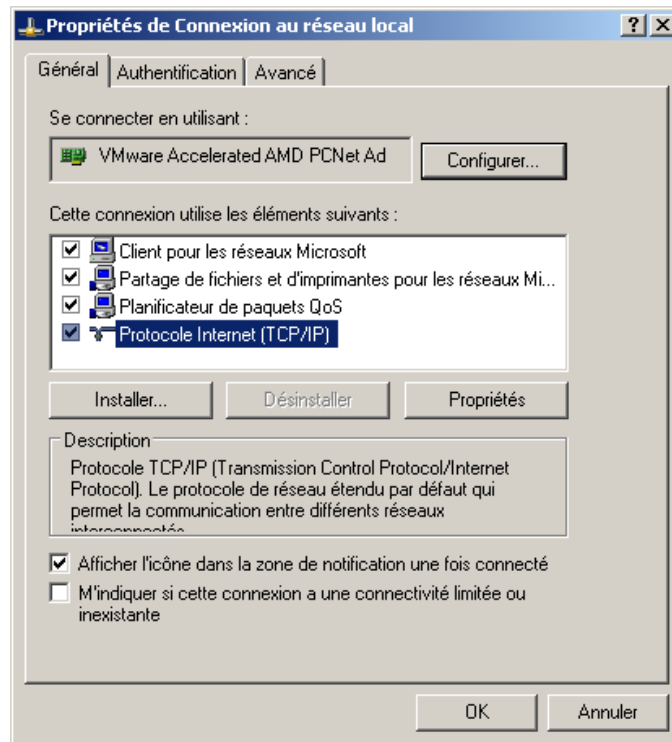 Propriétés de Connexion au réseau local
Général Authentification Avancé
Se connecter en utilisant :
VMware Accelerated AMD PCNet Ad Configurer...
Cette connexion utilise les éléments suivants :
Client pour les réseaux Microsoft
Partage de fichiers et d'imprimantes pour les réseaux Mi...
Planificateur de paquets QoS
Protocole Internet (TCP/IP)
Installer... Désinstaller Propriétés
Description
Protocole TCP/IP (Transmission Control Protocol/Internet
Protocol). Le protocole de réseau étendu par défaut qui
permet la communication entre différents réseaux
interconnectés
Afficher l'icône dans la zone de notification une fois connecté
M'indiquer si cette connexion a une connectivité limitée ou
inexistante
OK Annuler